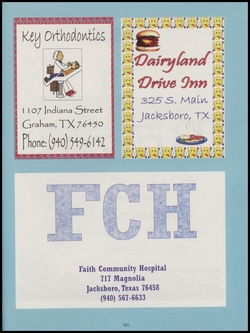 Key Orthodontics
1107 Indiana Street
Graham, TX 76450
Phone: (940) 549-6142
Dairyland
Drive Inn
325 S. Main
Jacksboro, TX
FCH
Faith Community Hospital
717 Magnolia
Jacksboro, Texas 76458
(940) 567-6633